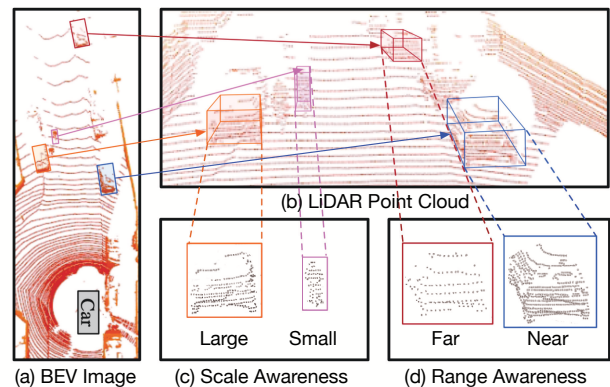 Car
(b) LiDAR Point Cloud
Large Small
Far Near
(a) BEV Image (c) Scale Awareness (d) Range Awareness